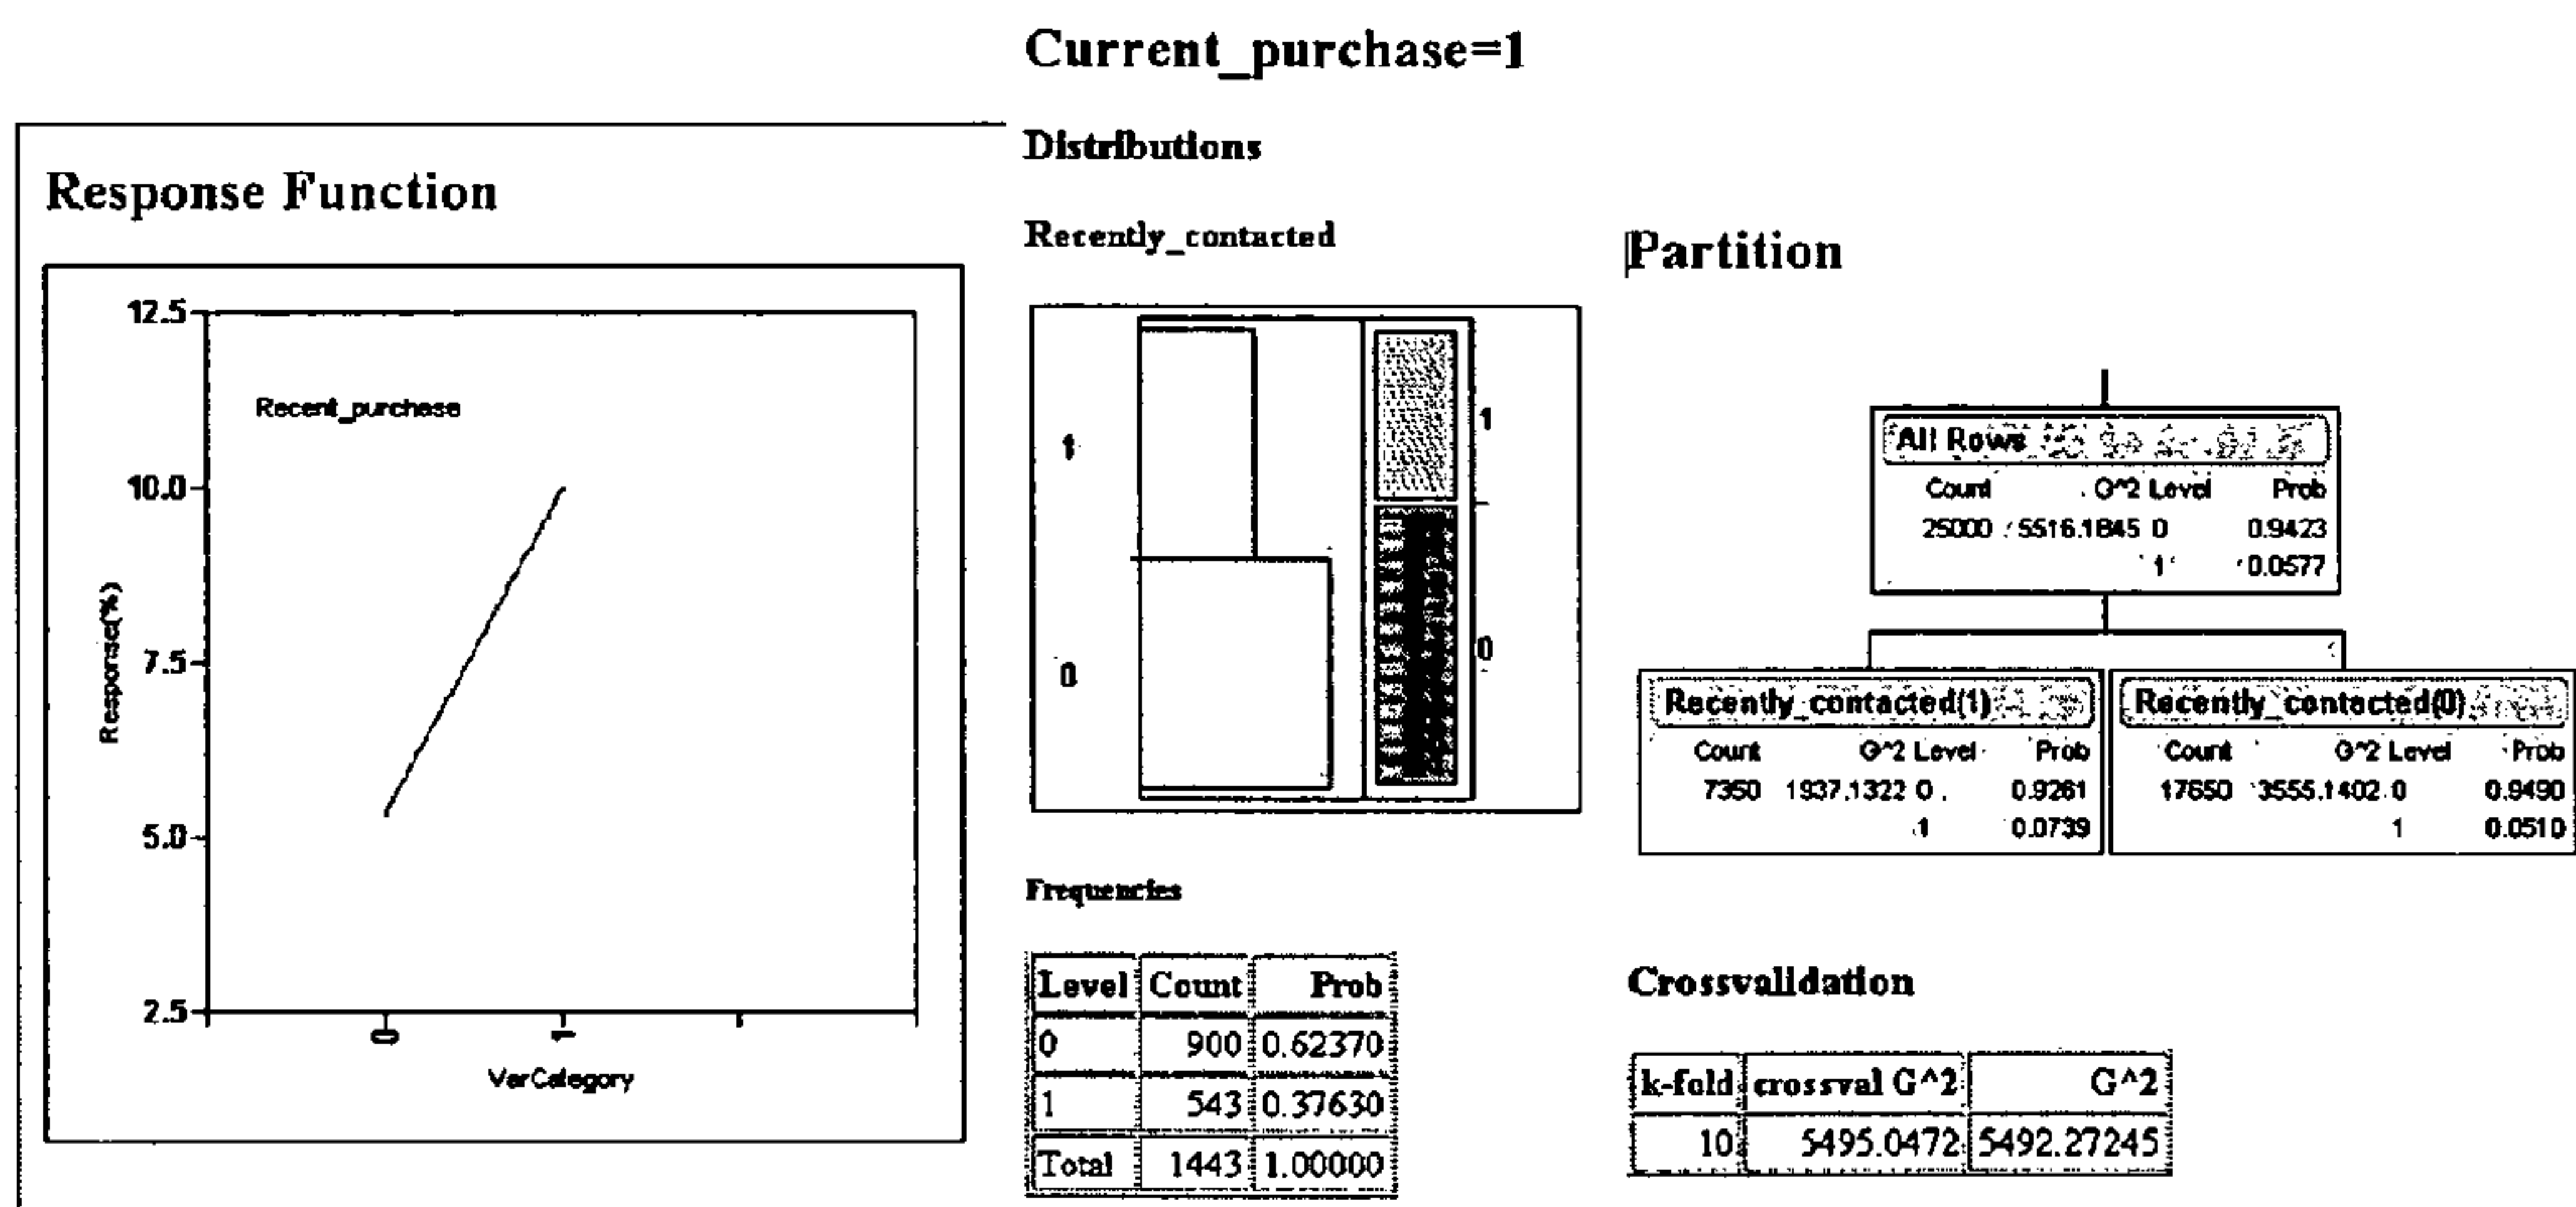 Current_purchase=1
Response Function
12.5
10.0
7.5
5.0
2.5
Response(%)
Recent_purchase
0
1
VarCategory
Distributions
Recently_contacted
1
0
1
0
Frequencies
Level Count Prob
0 900 0.62370
1 543 0.37630
Total 1443 1.00000
Partition
All Rows
Count G^2 Level Prob
25000 5516.1845 0 0.9423
1 0.0577
Recently_contacted(1)
Count G^2 Level Prob
7350 1937.1322 0 0.9261
1 0.0739
Recently_contacted(0)
Count G^2 Level Prob
17650 3555.1402 0 0.9490
1 0.0510
Crossvalidation
k-fold crossval G^2 G^2
10 5495.0472 5492.27245